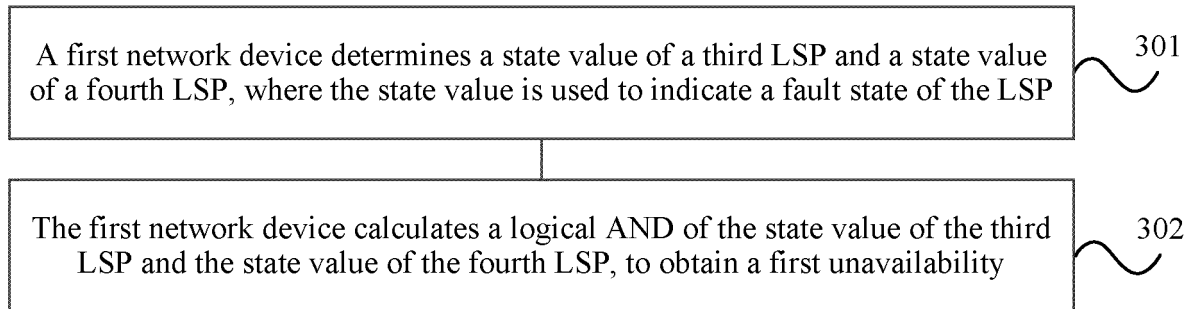 A first network device determines a state value of a third LSP and a state value
of a fourth LSP, where the state value is used to indicate a fault state of the LSP
301
The first network device calculates a logical AND of the state value of the third
LSP and the state value of the fourth LSP, to obtain a first unavailability
302